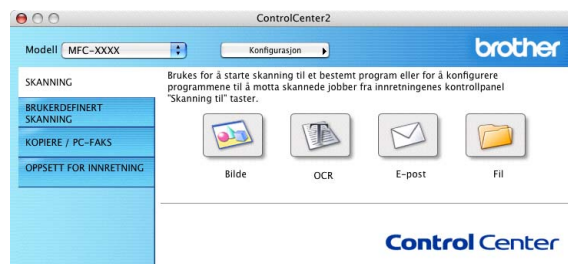 ControlCenter2
Modell MFC-XXXX Konfigurasjon brother
SKANNING
BRUKERDEFINERT
SKANNING
KOPIERE / PC-FAKS
OPPSETT FOR INNRETNING
Brukes for å starte skanning til et bestemt program eller for å konfigurere
programmene til å motta skannede jobber fra innretningenes kontrollpanel
"Skanning til" taster.
Bilde OCR E-post Fil
Control Center